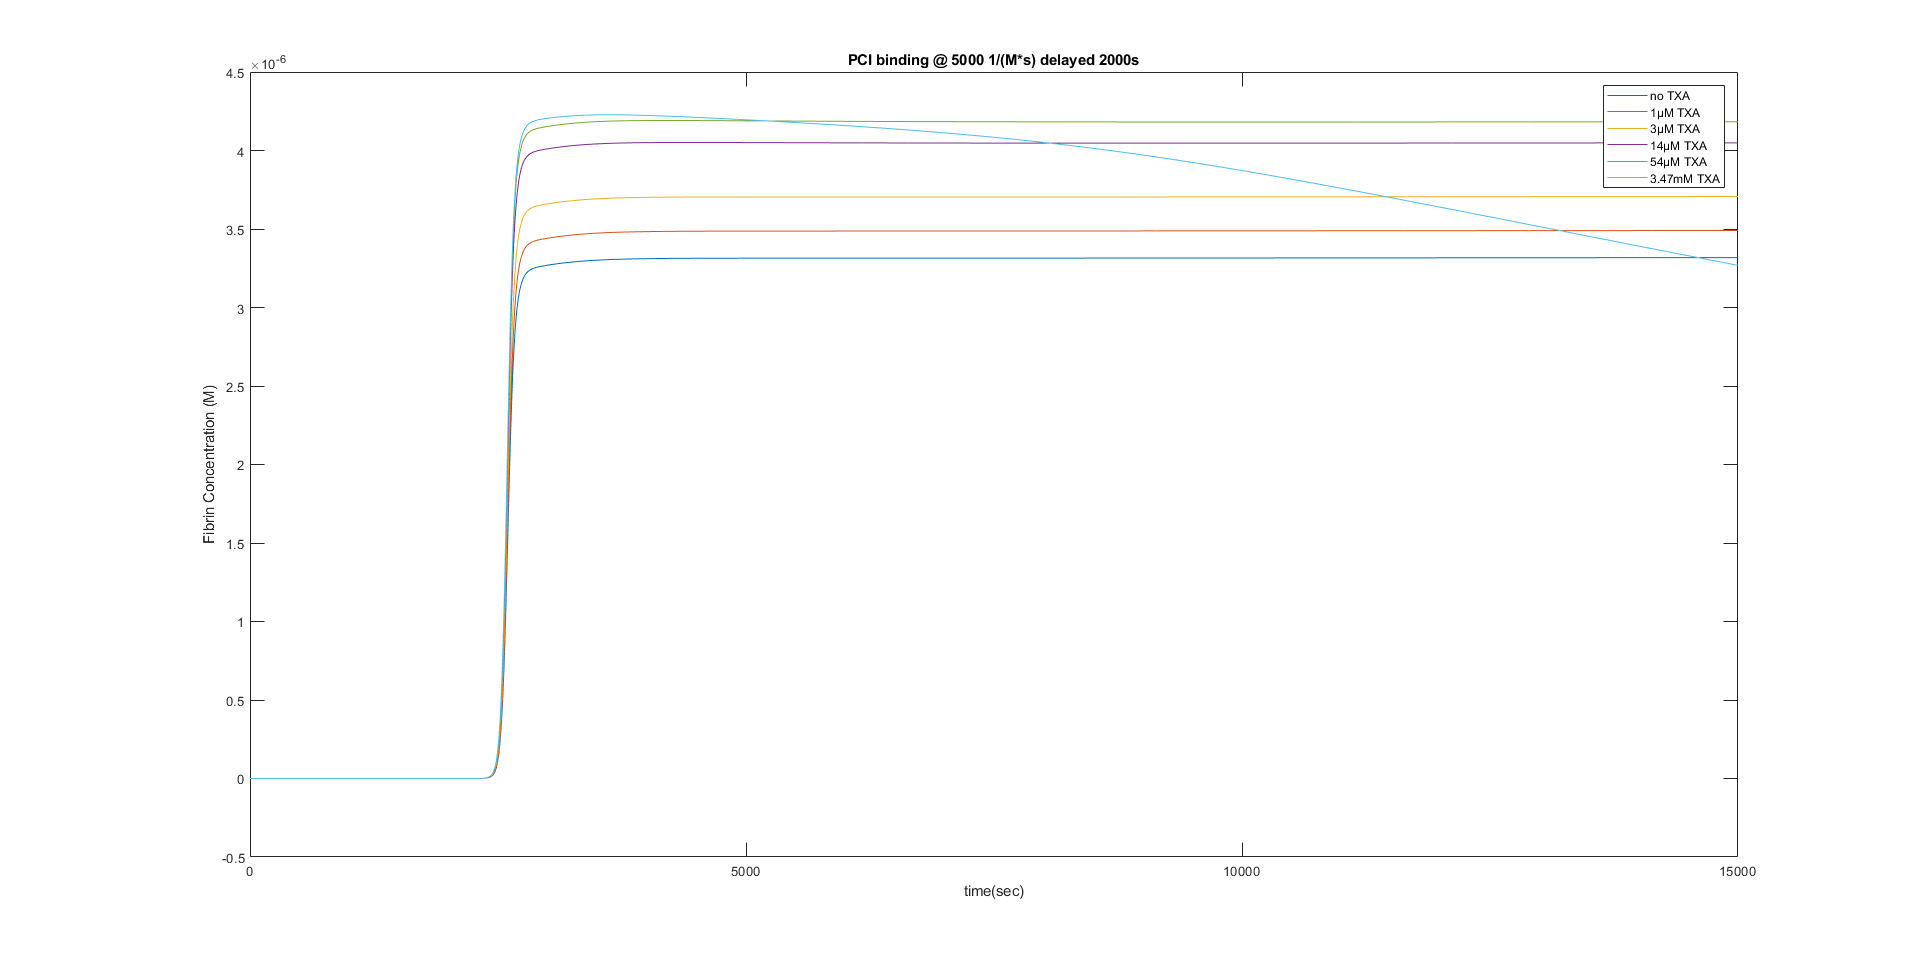 PCI binding @ 5000 1/(M*s) delayed 2000s
×10⁻⁶
4.5
4
3.5
3
2.5
2
1.5
1
0.5
0
-0.5
Fibrin Concentration (M)
no TXA
1µM TXA
3µM TXA
14µM TXA
54µM TXA
3.47mM TXA
0 5000 10000 15000
time(sec)